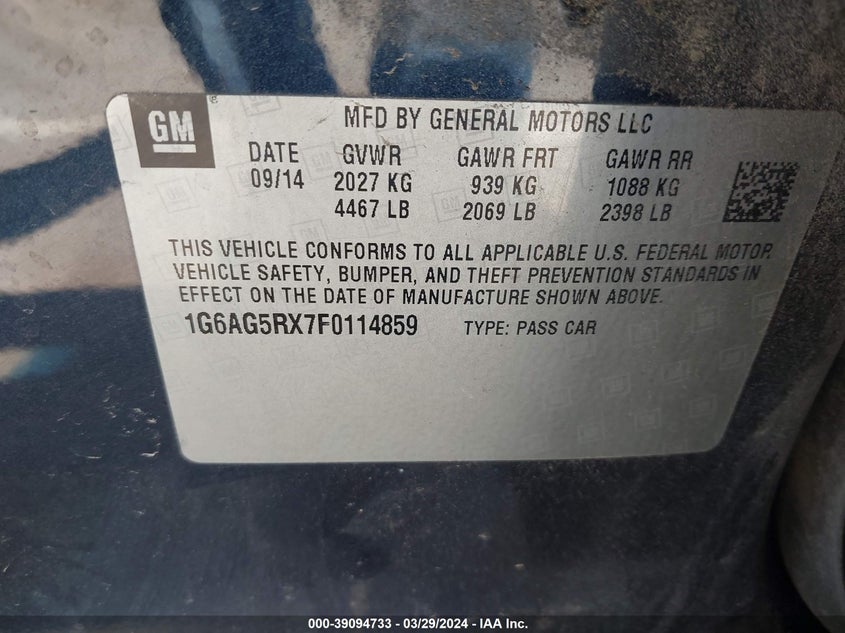 GM
MFD BY GENERAL MOTORS LLC
DATE GVWR GAWR FRT GAWR RR
09/14 2027 KG 939 KG 1088 KG
4467 LB 2069 LB 2398 LB
THIS VEHICLE CONFORMS TO ALL APPLICABLE U.S. FEDERAL MOTOR
VEHICLE SAFETY, BUMPER, AND THEFT PREVENTION STANDARDS IN
EFFECT ON THE DATE OF MANUFACTURE SHOWN ABOVE.
1G6AG5RX7F0114859 TYPE: PASS CAR
000-39094733 - 03/29/2024 - IAA Inc.